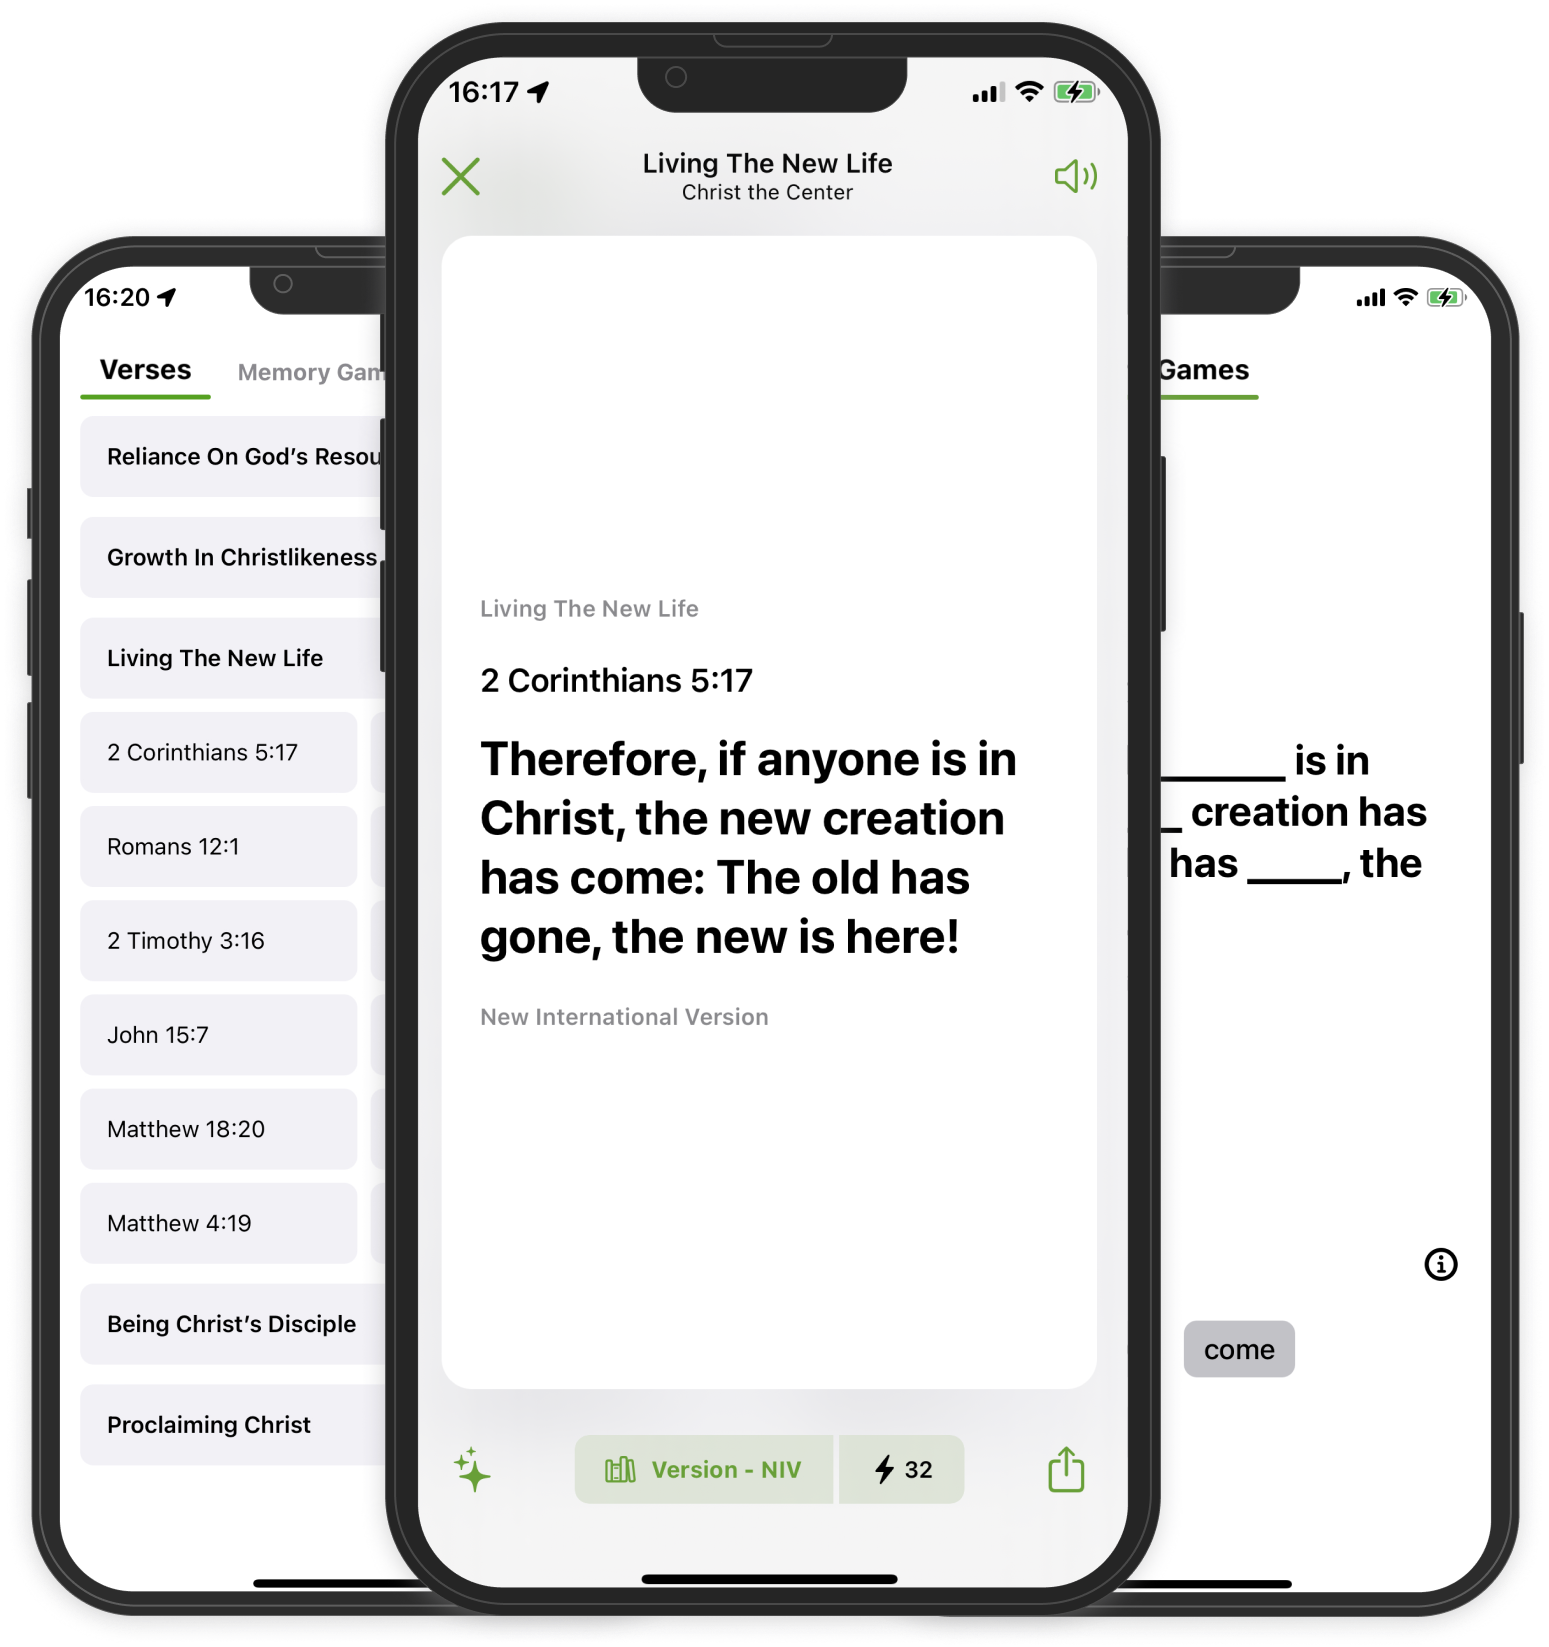 16:20
Verses
Memory Gam
Reliance On God's Resou
Growth In Christlikeness
Living The New Life
2 Corinthians 5:17
Romans 12:1
2 Timothy 3:16
John 15:7
Matthew 18:20
Matthew 4:19
Being Christ's Disciple
Proclaiming Christ
16:17
Living The New Life
Christ the Center
Living The New Life
2 Corinthians 5:17
Therefore, if anyone is in
Christ, the new creation
has come: The old has
gone, the new is here!
New International Version
Version - NIV
32
Games
______ is in
_ creation has
has _____, the
come